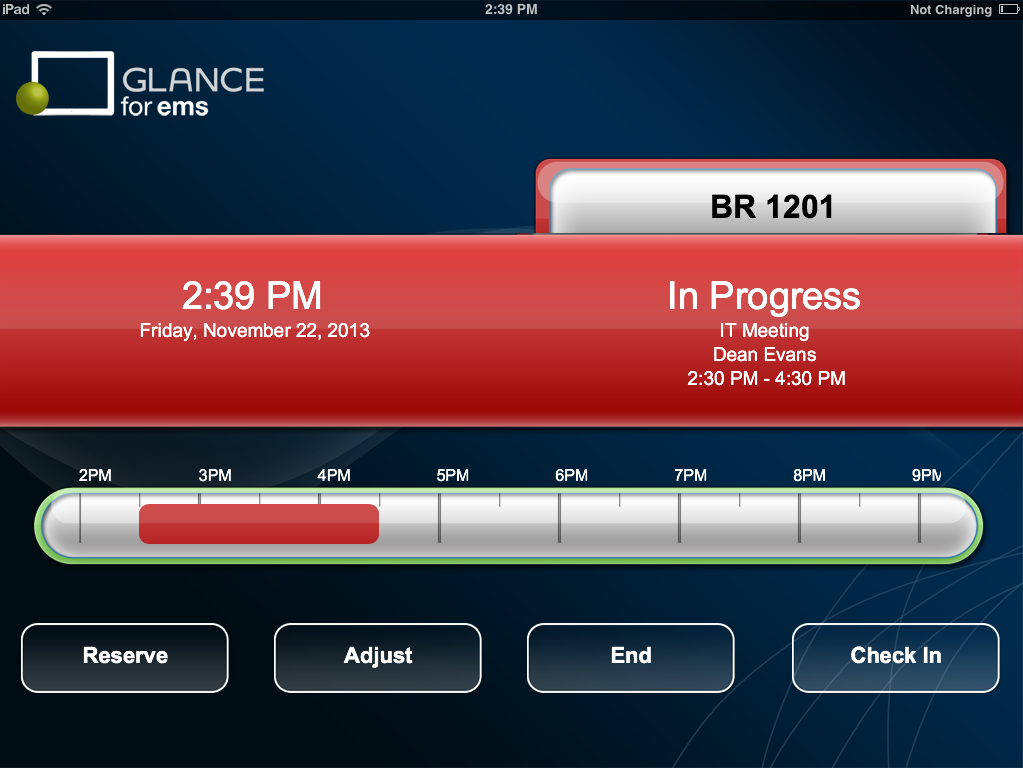 iPad 2:39 PM Not Charging
GLANCE
for ems
BR 1201
2:39 PM
Friday, November 22, 2013
In Progress
IT Meeting
Dean Evans
2:30 PM - 4:30 PM
2PM 3PM 4PM 5PM 6PM 7PM 8PM 9PM
Reserve Adjust End Check In